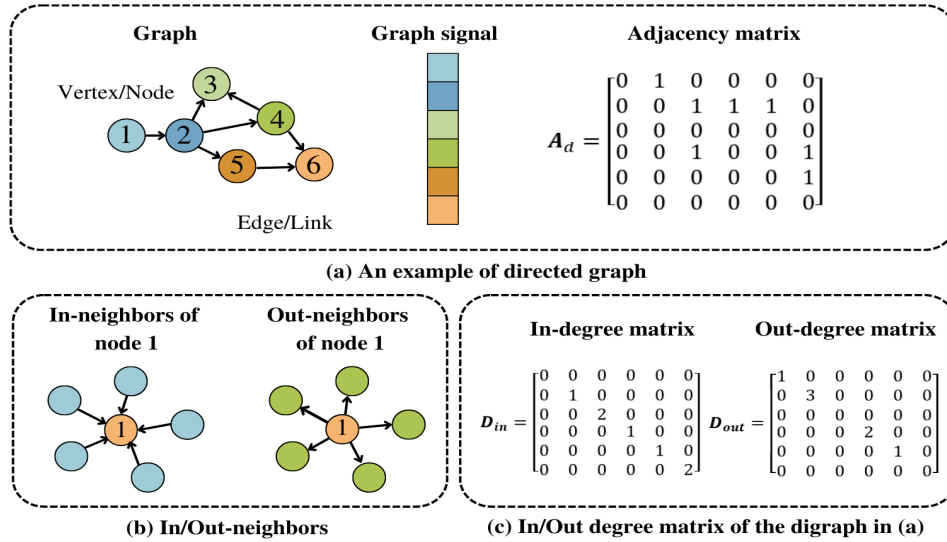 Graph
Graph signal
Adjacency matrix
Vertex/Node
1
2
3
4
5
6
Edge/Link
A_d =
0 1 0 0 0 0
0 0 1 1 1 0
0 0 0 0 0 0
0 0 1 0 0 1
0 0 0 0 0 1
0 0 0 0 0 0
(a) An example of directed graph
In-neighbors of
node 1
1
Out-neighbors
of node 1
1
(b) In/Out-neighbors
In-degree matrix
D_in =
0 0 0 0 0 0
0 1 0 0 0 0
0 0 2 0 0 0
0 0 0 1 0 0
0 0 0 0 1 0
0 0 0 0 0 2
Out-degree matrix
D_out =
1 0 0 0 0 0
0 3 0 0 0 0
0 0 0 0 0 0
0 0 0 2 0 0
0 0 0 0 1 0
0 0 0 0 0 0
(c) In/Out degree matrix of the digraph in (a)